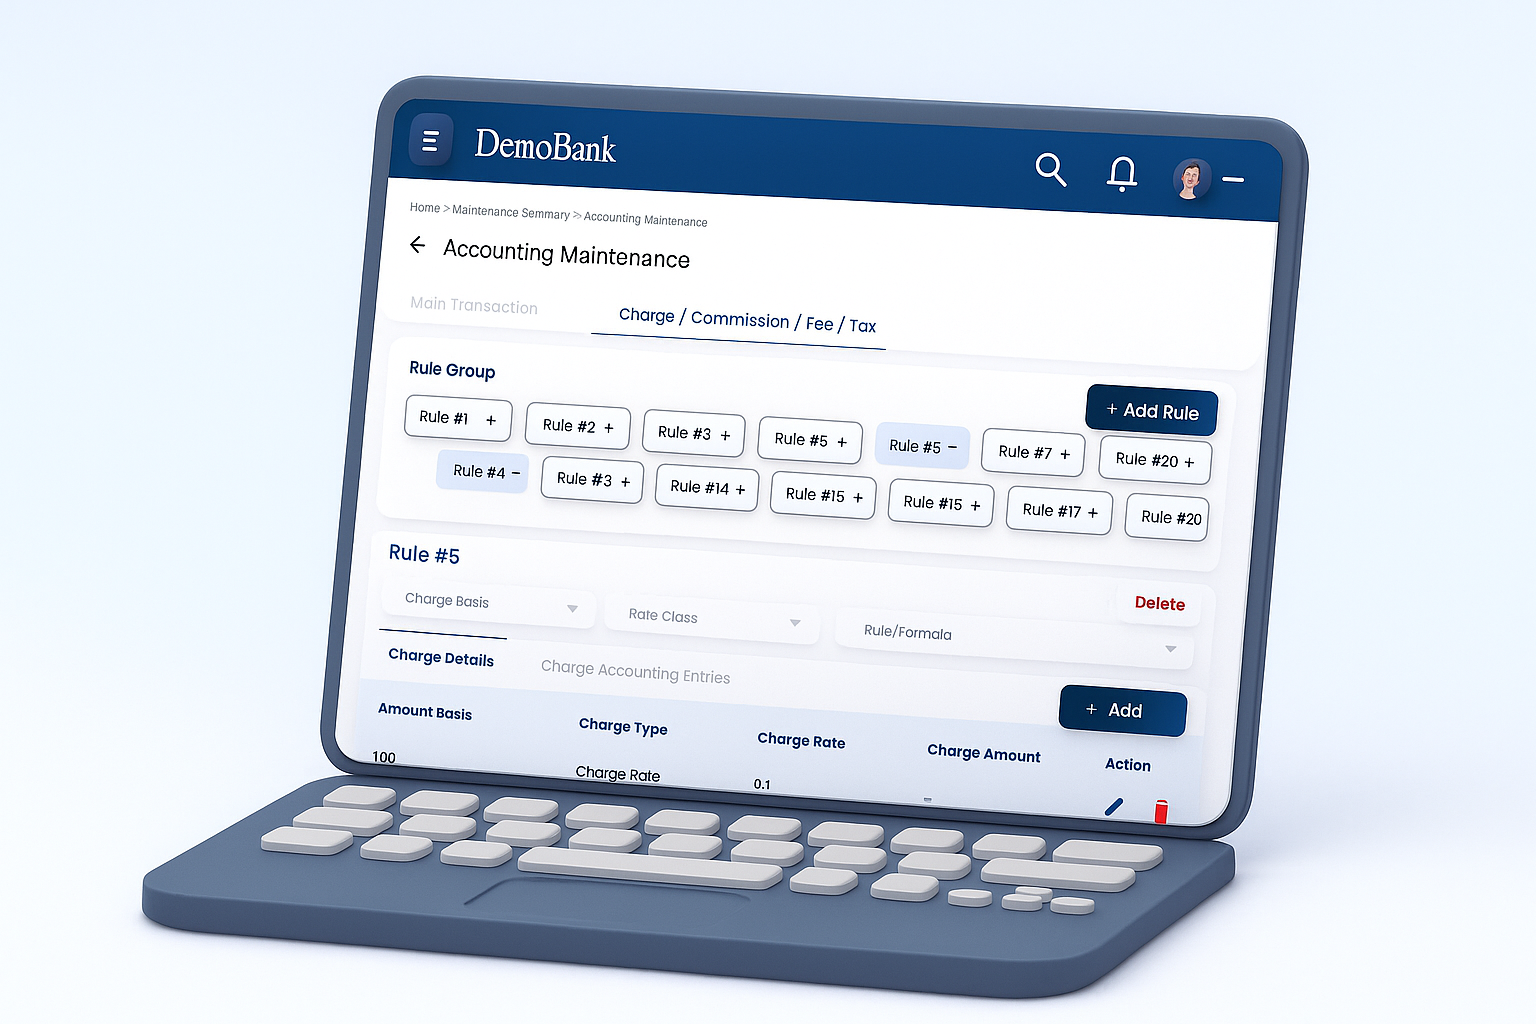 DemoBank
Home > Maintenance Semmary > Accounting Maintenance
← Accounting Maintenance
Main Transaction Charge / Commission / Fee / Tax
Rule Group
+ Add Rule
Rule #1 + Rule #2 + Rule #3 + Rule #5 + Rule #5 − Rule #7 + Rule #20 +
Rule #4 − Rule #3 + Rule #14 + Rule #15 + Rule #15 + Rule #17 + Rule #20
Rule #5
Delete
Charge Basis Rate Class Rule/Formala
Charge Details Charge Accounting Entries
+ Add
Amount Basis Charge Type Charge Rate Charge Amount Action
100 Charge Rate 0.1